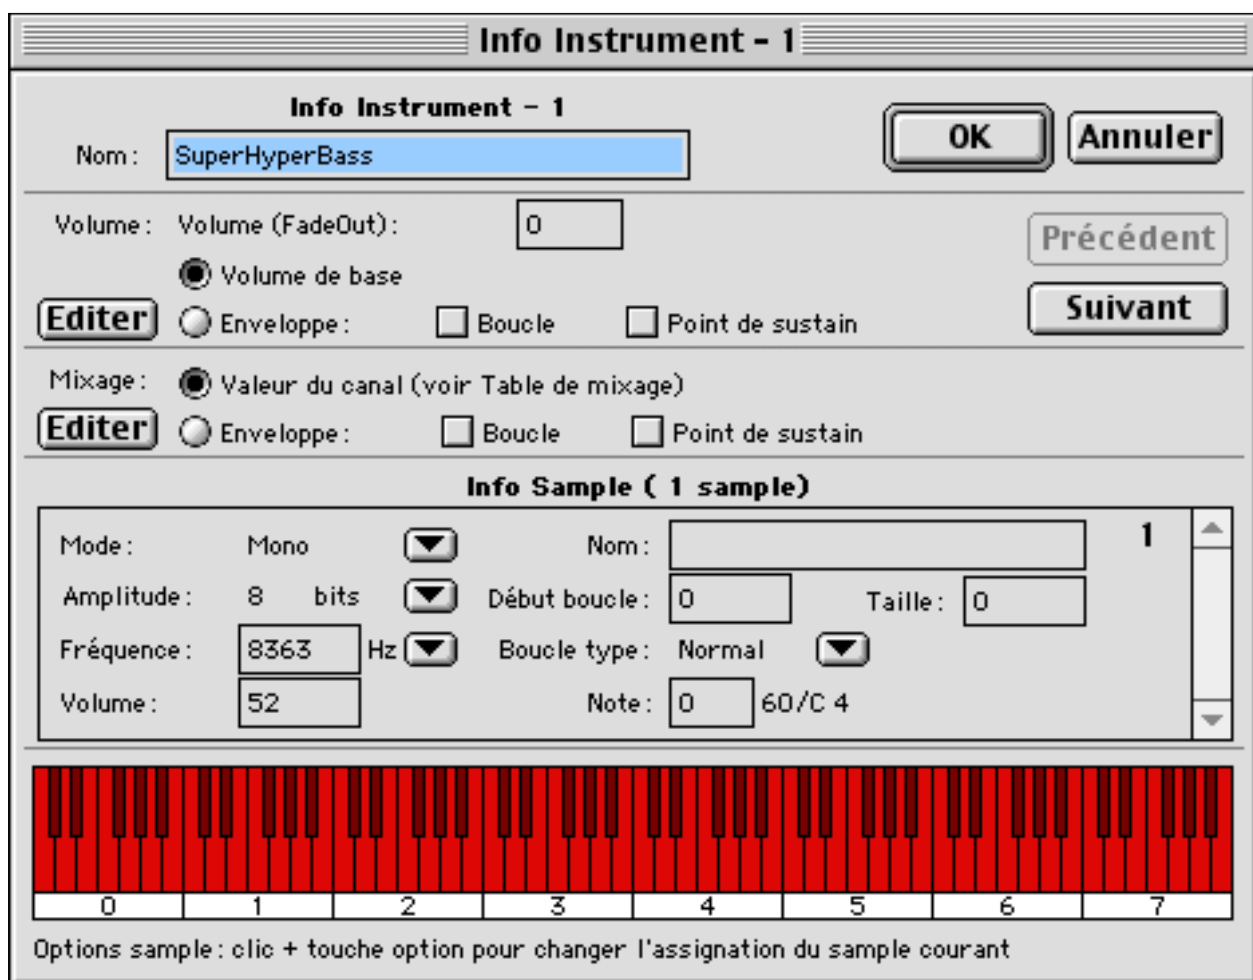 Info Instrument - 1
Info Instrument - 1
Nom : SuperHyperBass
OK Annuler
Volume : Volume (FadeOut) : 0
Précédent
Volume de base
Editer Enveloppe : Boucle Point de sustain
Suivant
Mixage : Valeur du canal (voir Table de mixage)
Editer Enveloppe : Boucle Point de sustain
Info Sample ( 1 sample)
Mode : Mono Nom : 1
Amplitude : 8 bits Début boucle : 0 Taille : 0
Fréquence : 8363 Hz Boucle type : Normal
Volume : 52 Note : 0 60/C 4
0 1 2 3 4 5 6 7
Options sample : clic + touche option pour changer l'assignation du sample courant